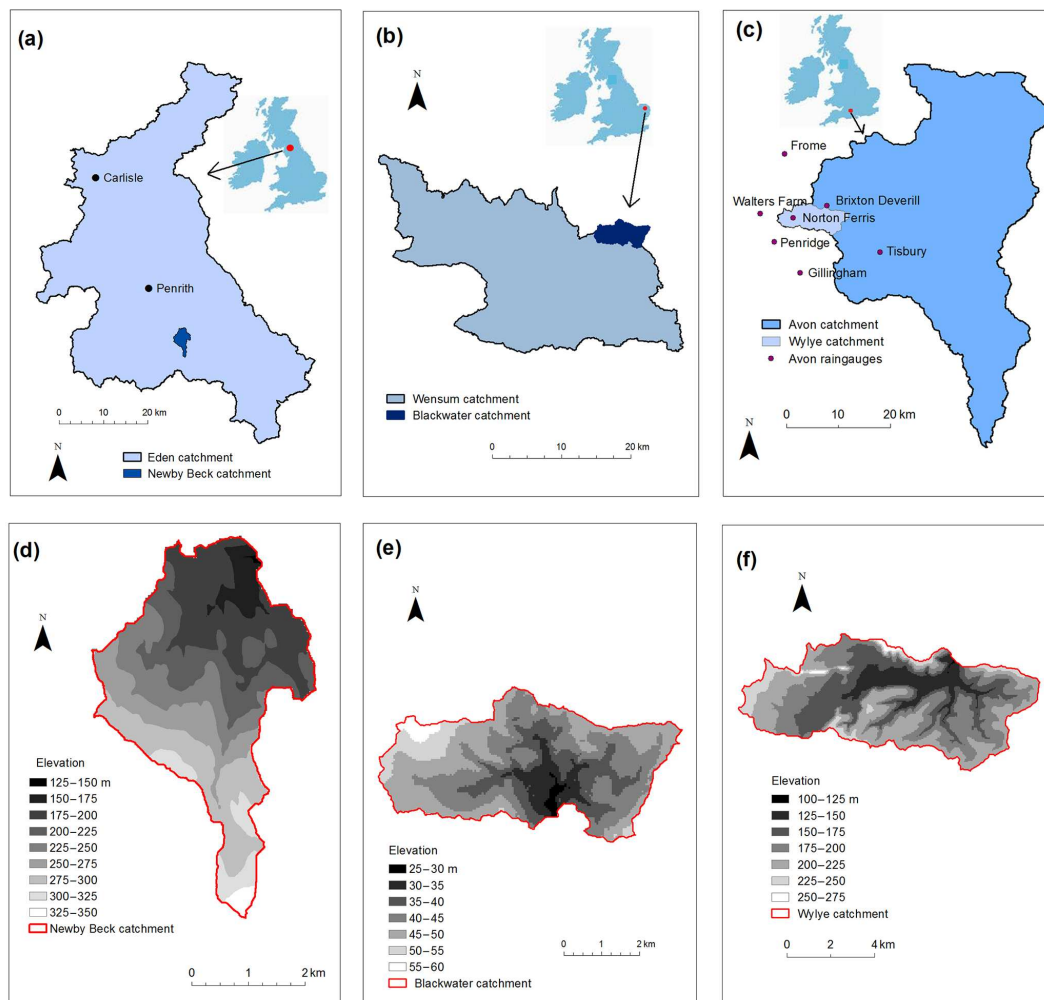 (a)
Carlisle
Penrith
0 10 20 km
N
Eden catchment
Newby Beck catchment
(b)
N
Wensum catchment
Blackwater catchment
0 10 20 km
(c)
Frome
Walters Farm
Brixton Deverill
Norton Ferris
Penridge
Tisbury
Gillingham
Avon catchment
Wylye catchment
Avon raingauges
0 10 20 km
N
(d)
N
Elevation
125–150 m
150–175
175–200
200–225
225–250
250–275
275–300
300–325
325–350
Newby Beck catchment
0 1 2 km
(e)
N
Elevation
25–30 m
30–35
35–40
40–45
45–50
50–55
55–60
Blackwater catchment
0 1 2 km
(f)
N
Elevation
100–125 m
125–150
150–175
175–200
200–225
225–250
250–275
Wylye catchment
0 2 4 km